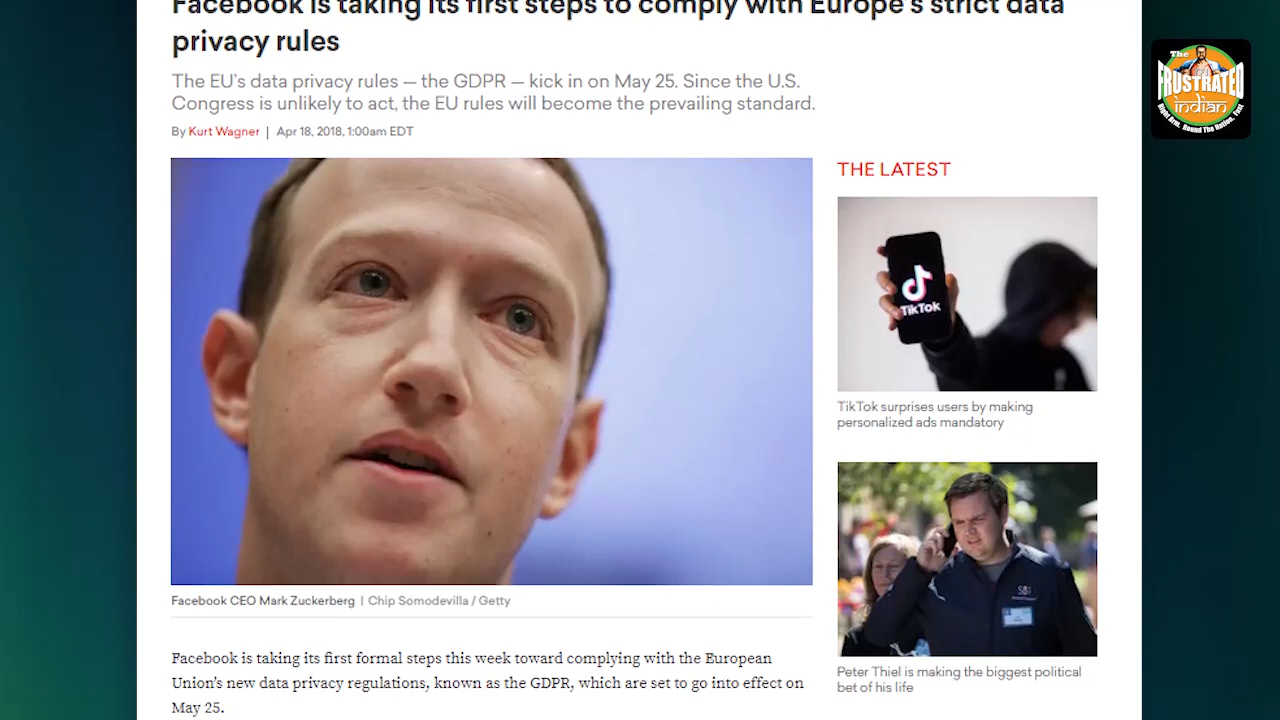 Facebook is taking its first steps to comply with Europe's strict data
privacy rules
The EU's data privacy rules — the GDPR — kick in on May 25. Since the U.S.
Congress is unlikely to act, the EU rules will become the prevailing standard.
By Kurt Wagner | Apr 18, 2018, 1:00am EDT
Facebook CEO Mark Zuckerberg | Chip Somodevilla / Getty
Facebook is taking its first formal steps this week toward complying with the European
Union's new data privacy regulations, known as the GDPR, which are set to go into effect on
May 25.
THE LATEST
TikTok
TikTok surprises users by making
personalized ads mandatory
Peter Thiel is making the biggest political
bet of his life
The
FRUSTRATED
indian
Right Arm. Round The Nation. Fast